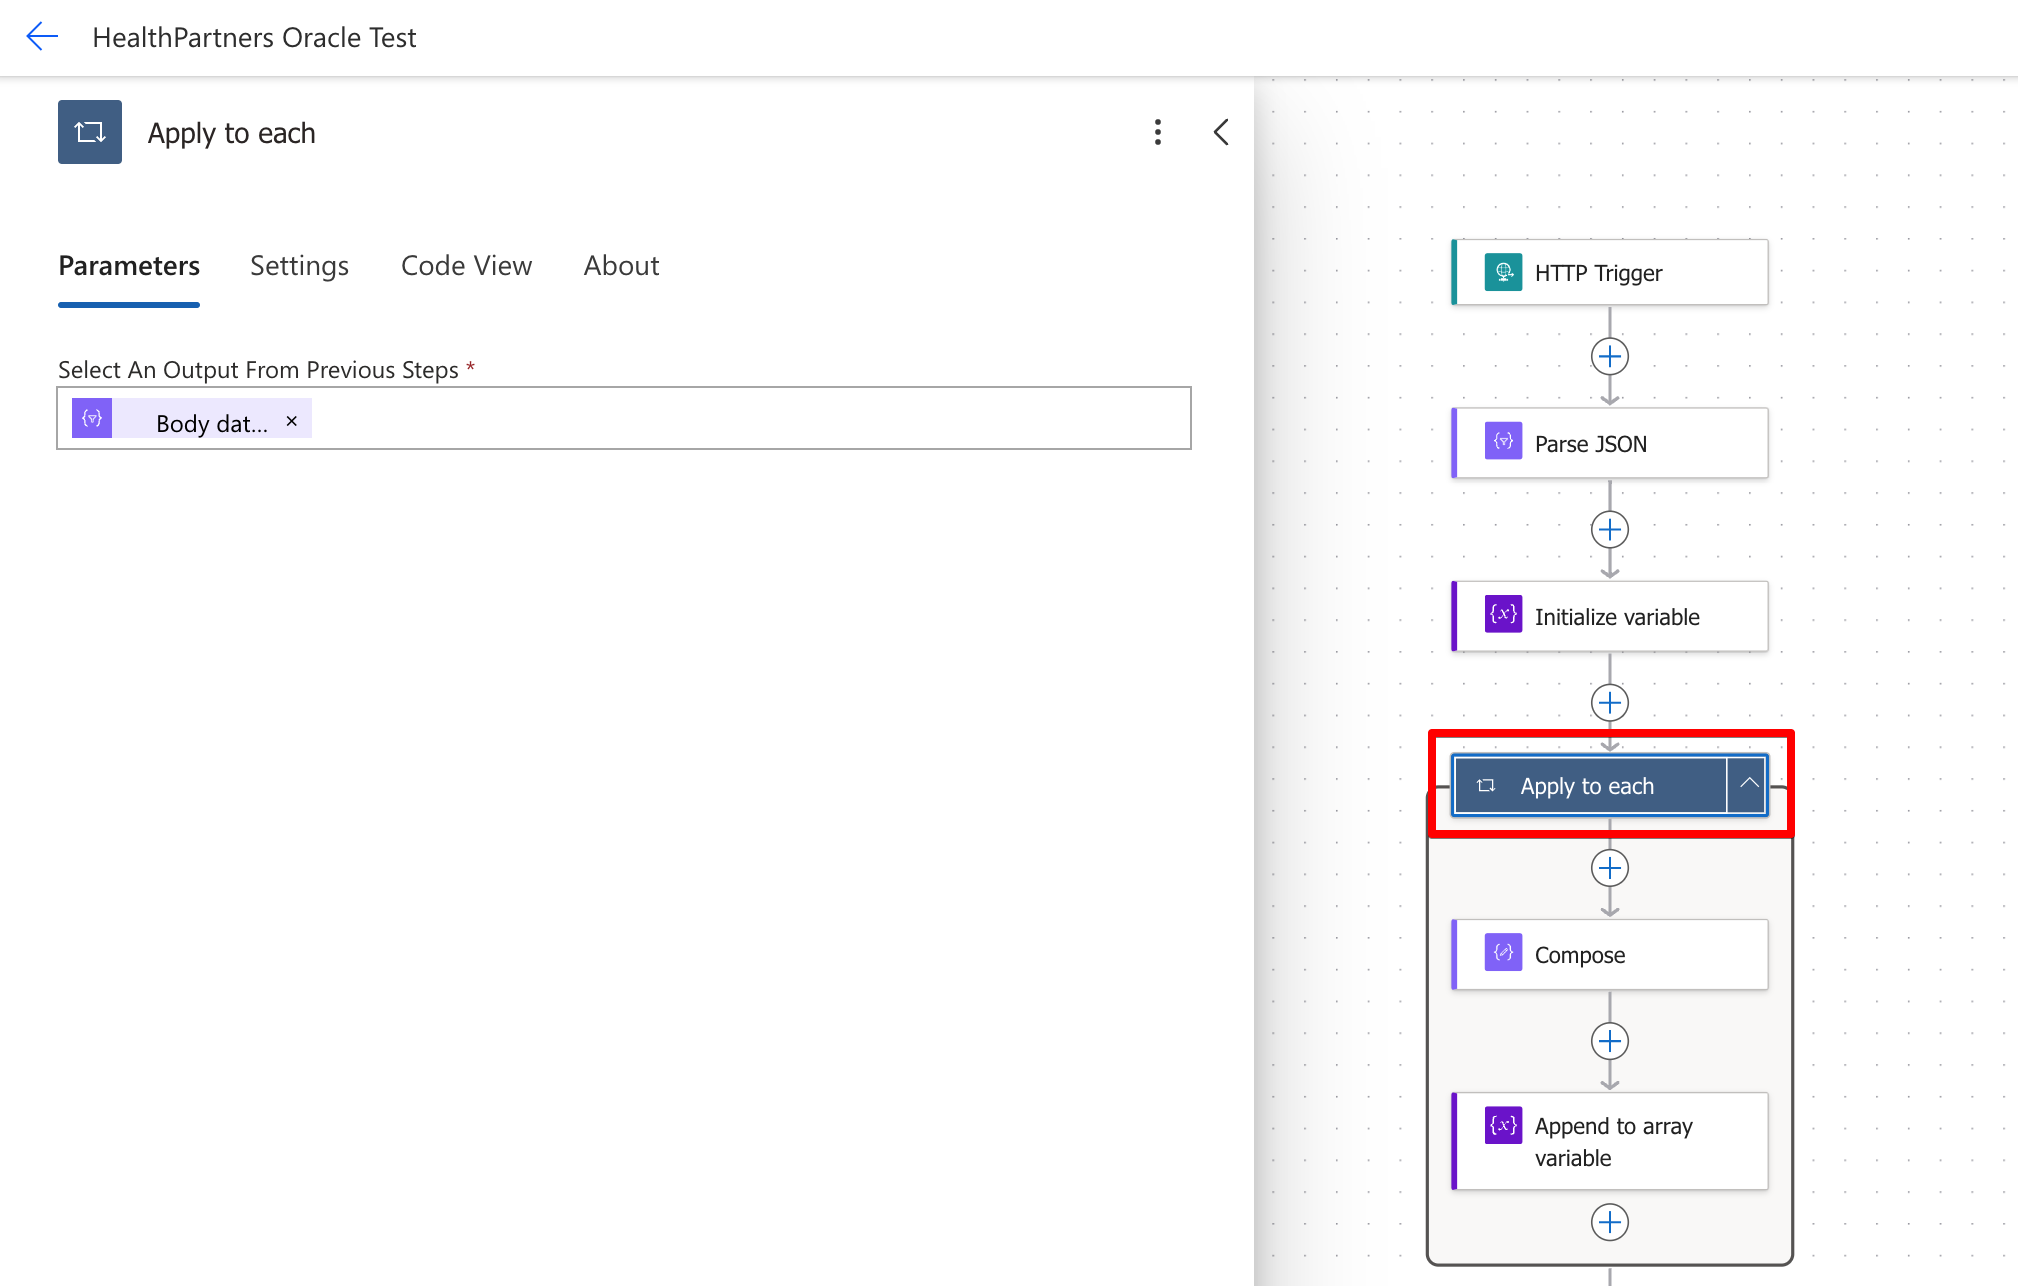 HealthPartners Oracle Test
Apply to each
Parameters Settings Code View About
Select An Output From Previous Steps *
Body dat... ×
HTTP Trigger
Parse JSON
{x} Initialize variable
Apply to each
Compose
{x} Append to array
variable